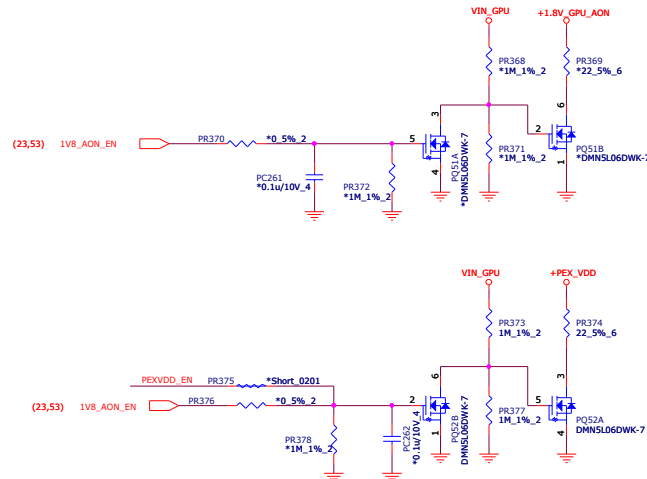 VIN_GPU
+1.8V_GPU_AON
PR368
*1M_1%_2
PR369
*22_5%_6
3
6
(23,53)
1V8_AON_EN
PR370
*0_5%_2
5
2
PQ51A
*DMN5L06DWK-7
PR371
*1M_1%_2
PQ51B
*DMN5L06DWK-7
PC261
*0.1u/10V_4
PR372
*1M_1%_2
4
1
VIN_GPU
+PEX_VDD
PR373
1M_1%_2
PR374
22_5%_6
PEXVDD_EN
PR375
*Short_0201
6
3
(23,53)
1V8_AON_EN
PR376
*0_5%_2
2
5
PQ52B
DMN5L06DWK-7
PR377
1M_1%_2
PQ52A
DMN5L06DWK-7
PR378
*1M_1%_2
PC262
*0.1u/10V_4
1
4